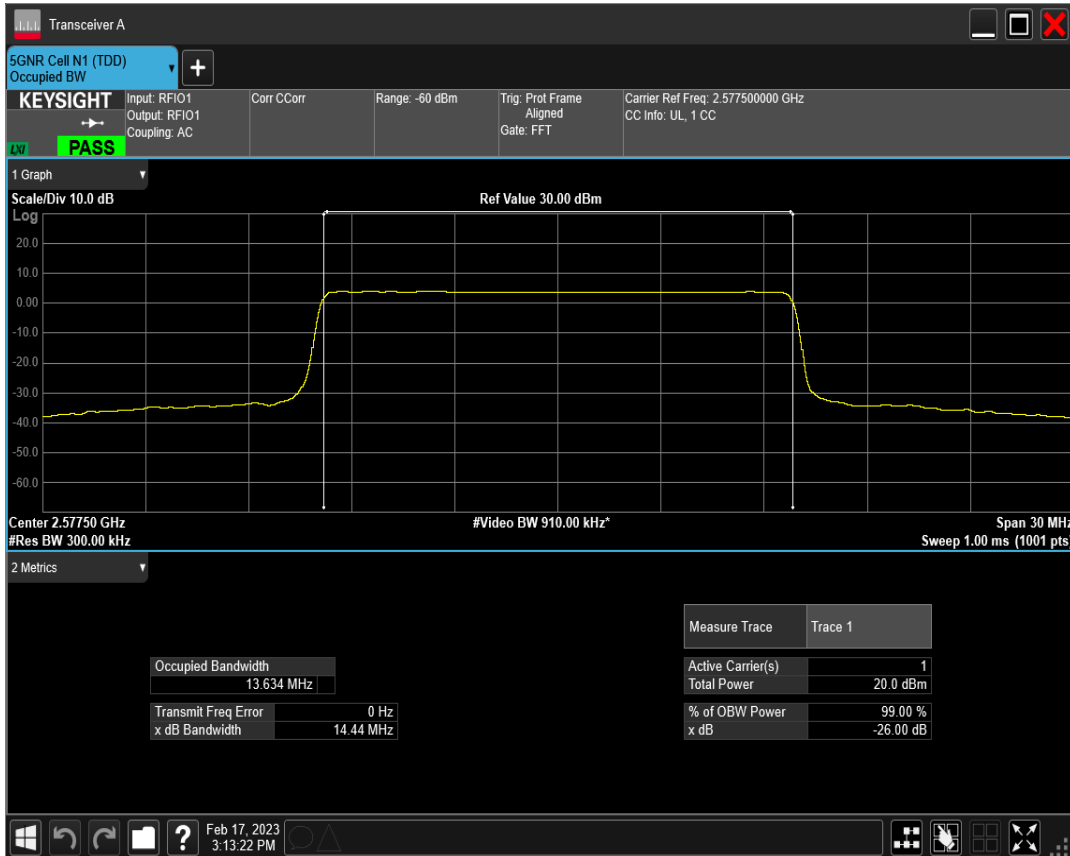 Transceiver A
5GNR Cell N1 (TDD)
Occupied BW
+
KEYSIGHT
LXI
PASS
Input: RFIO1
Output: RFIO1
Coupling: AC
Corr CCorr
Range: -60 dBm
Trig: Prot Frame
Aligned
Gate: FFT
Carrier Ref Freq: 2.577500000 GHz
CC Info: UL, 1 CC
1 Graph
Scale/Div 10.0 dB
Ref Value 30.00 dBm
Log
20.0
10.0
0.00
-10.0
-20.0
-30.0
-40.0
-50.0
-60.0
Center 2.57750 GHz
#Video BW 910.00 kHz*
Span 30 MHz
#Res BW 300.00 kHz
Sweep 1.00 ms (1001 pts)
2 Metrics
Measure Trace Trace 1
Occupied Bandwidth
13.634 MHz
Active Carrier(s) 1
Total Power 20.0 dBm
Transmit Freq Error 0 Hz
x dB Bandwidth 14.44 MHz
% of OBW Power 99.00 %
x dB -26.00 dB
?
Feb 17, 2023
3:13:22 PM